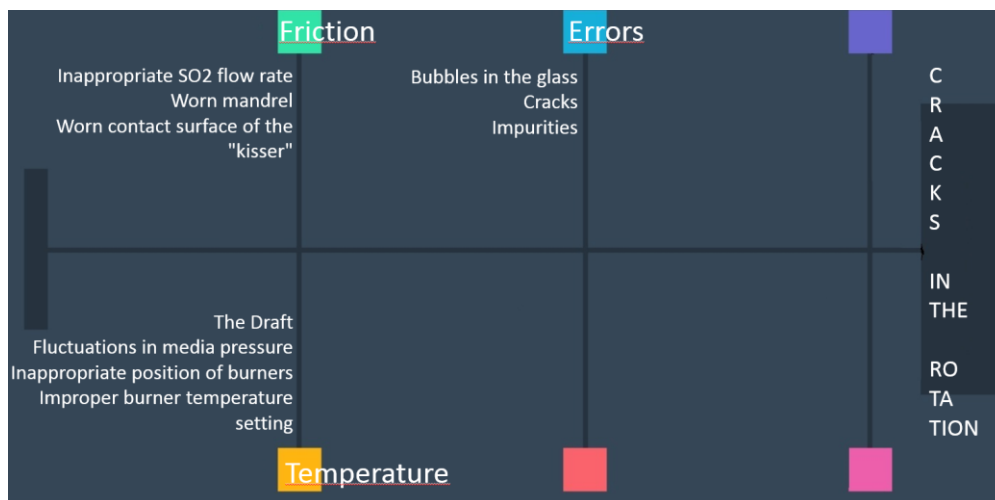 Friction
Errors
Inappropriate SO2 flow rate
Worn mandrel
Worn contact surface of the
"kisser"
Bubbles in the glass
Cracks
Impurities
C
R
A
C
K
S
IN
THE
RO
TA
TION
The Draft
Fluctuations in media pressure
Inappropriate position of burners
Improper burner temperature
setting
Temperature